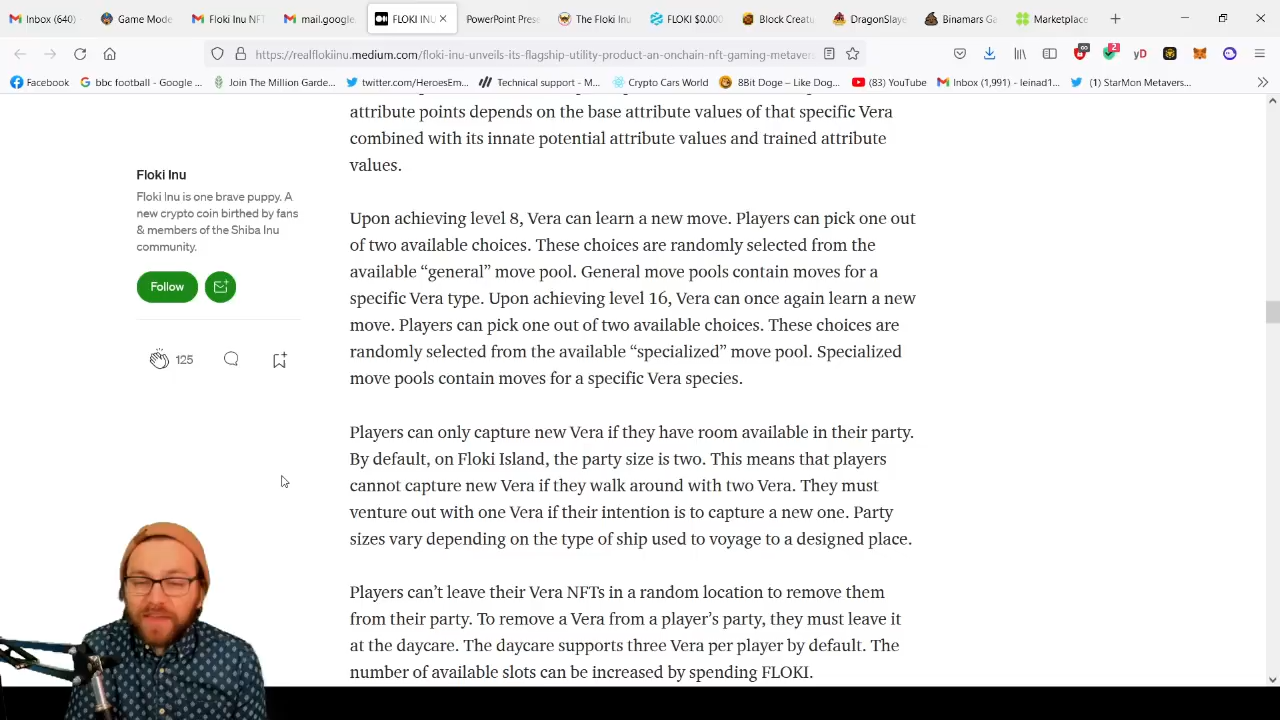 Inbox (640)
Game Mode
Floki Inu NFT
mail.google.
FLOKI INU
PowerPoint Pres
The Floki Inu
FLOKI $0.000
Block Creatu
DragonSlaye
Binamars Ga
Marketplace
https://realflokiinu.medium.com/floki-inu-unveils-its-flagship-utility-product-an-onchain-nft-gaming-metavers
2
Facebook
bbc football - Google ...
Join The Million Garde...
twitter.com/HeroesEm...
Technical support - M...
Crypto Cars World
8Bit Doge – Like Dog...
(83) YouTube
Inbox (1,991) - leinad1...
(1) StarMon Metavers...
attribute points depends on the base attribute values of that specific Vera
combined with its innate potential attribute values and trained attribute
values.
Floki Inu
Floki Inu is one brave puppy. A
new crypto coin birthed by fans
& members of the Shiba Inu
community.
Follow
125
Upon achieving level 8, Vera can learn a new move. Players can pick one out
of two available choices. These choices are randomly selected from the
available “general” move pool. General move pools contain moves for a
specific Vera type. Upon achieving level 16, Vera can once again learn a new
move. Players can pick one out of two available choices. These choices are
randomly selected from the available “specialized” move pool. Specialized
move pools contain moves for a specific Vera species.
Players can only capture new Vera if they have room available in their party.
By default, on Floki Island, the party size is two. This means that players
cannot capture new Vera if they walk around with two Vera. They must
venture out with one Vera if their intention is to capture a new one. Party
sizes vary depending on the type of ship used to voyage to a designed place.
Players can’t leave their Vera NFTs in a random location to remove them
from their party. To remove a Vera from a player’s party, they must leave it
at the daycare. The daycare supports three Vera per player by default. The
number of available slots can be increased by spending FLOKI.